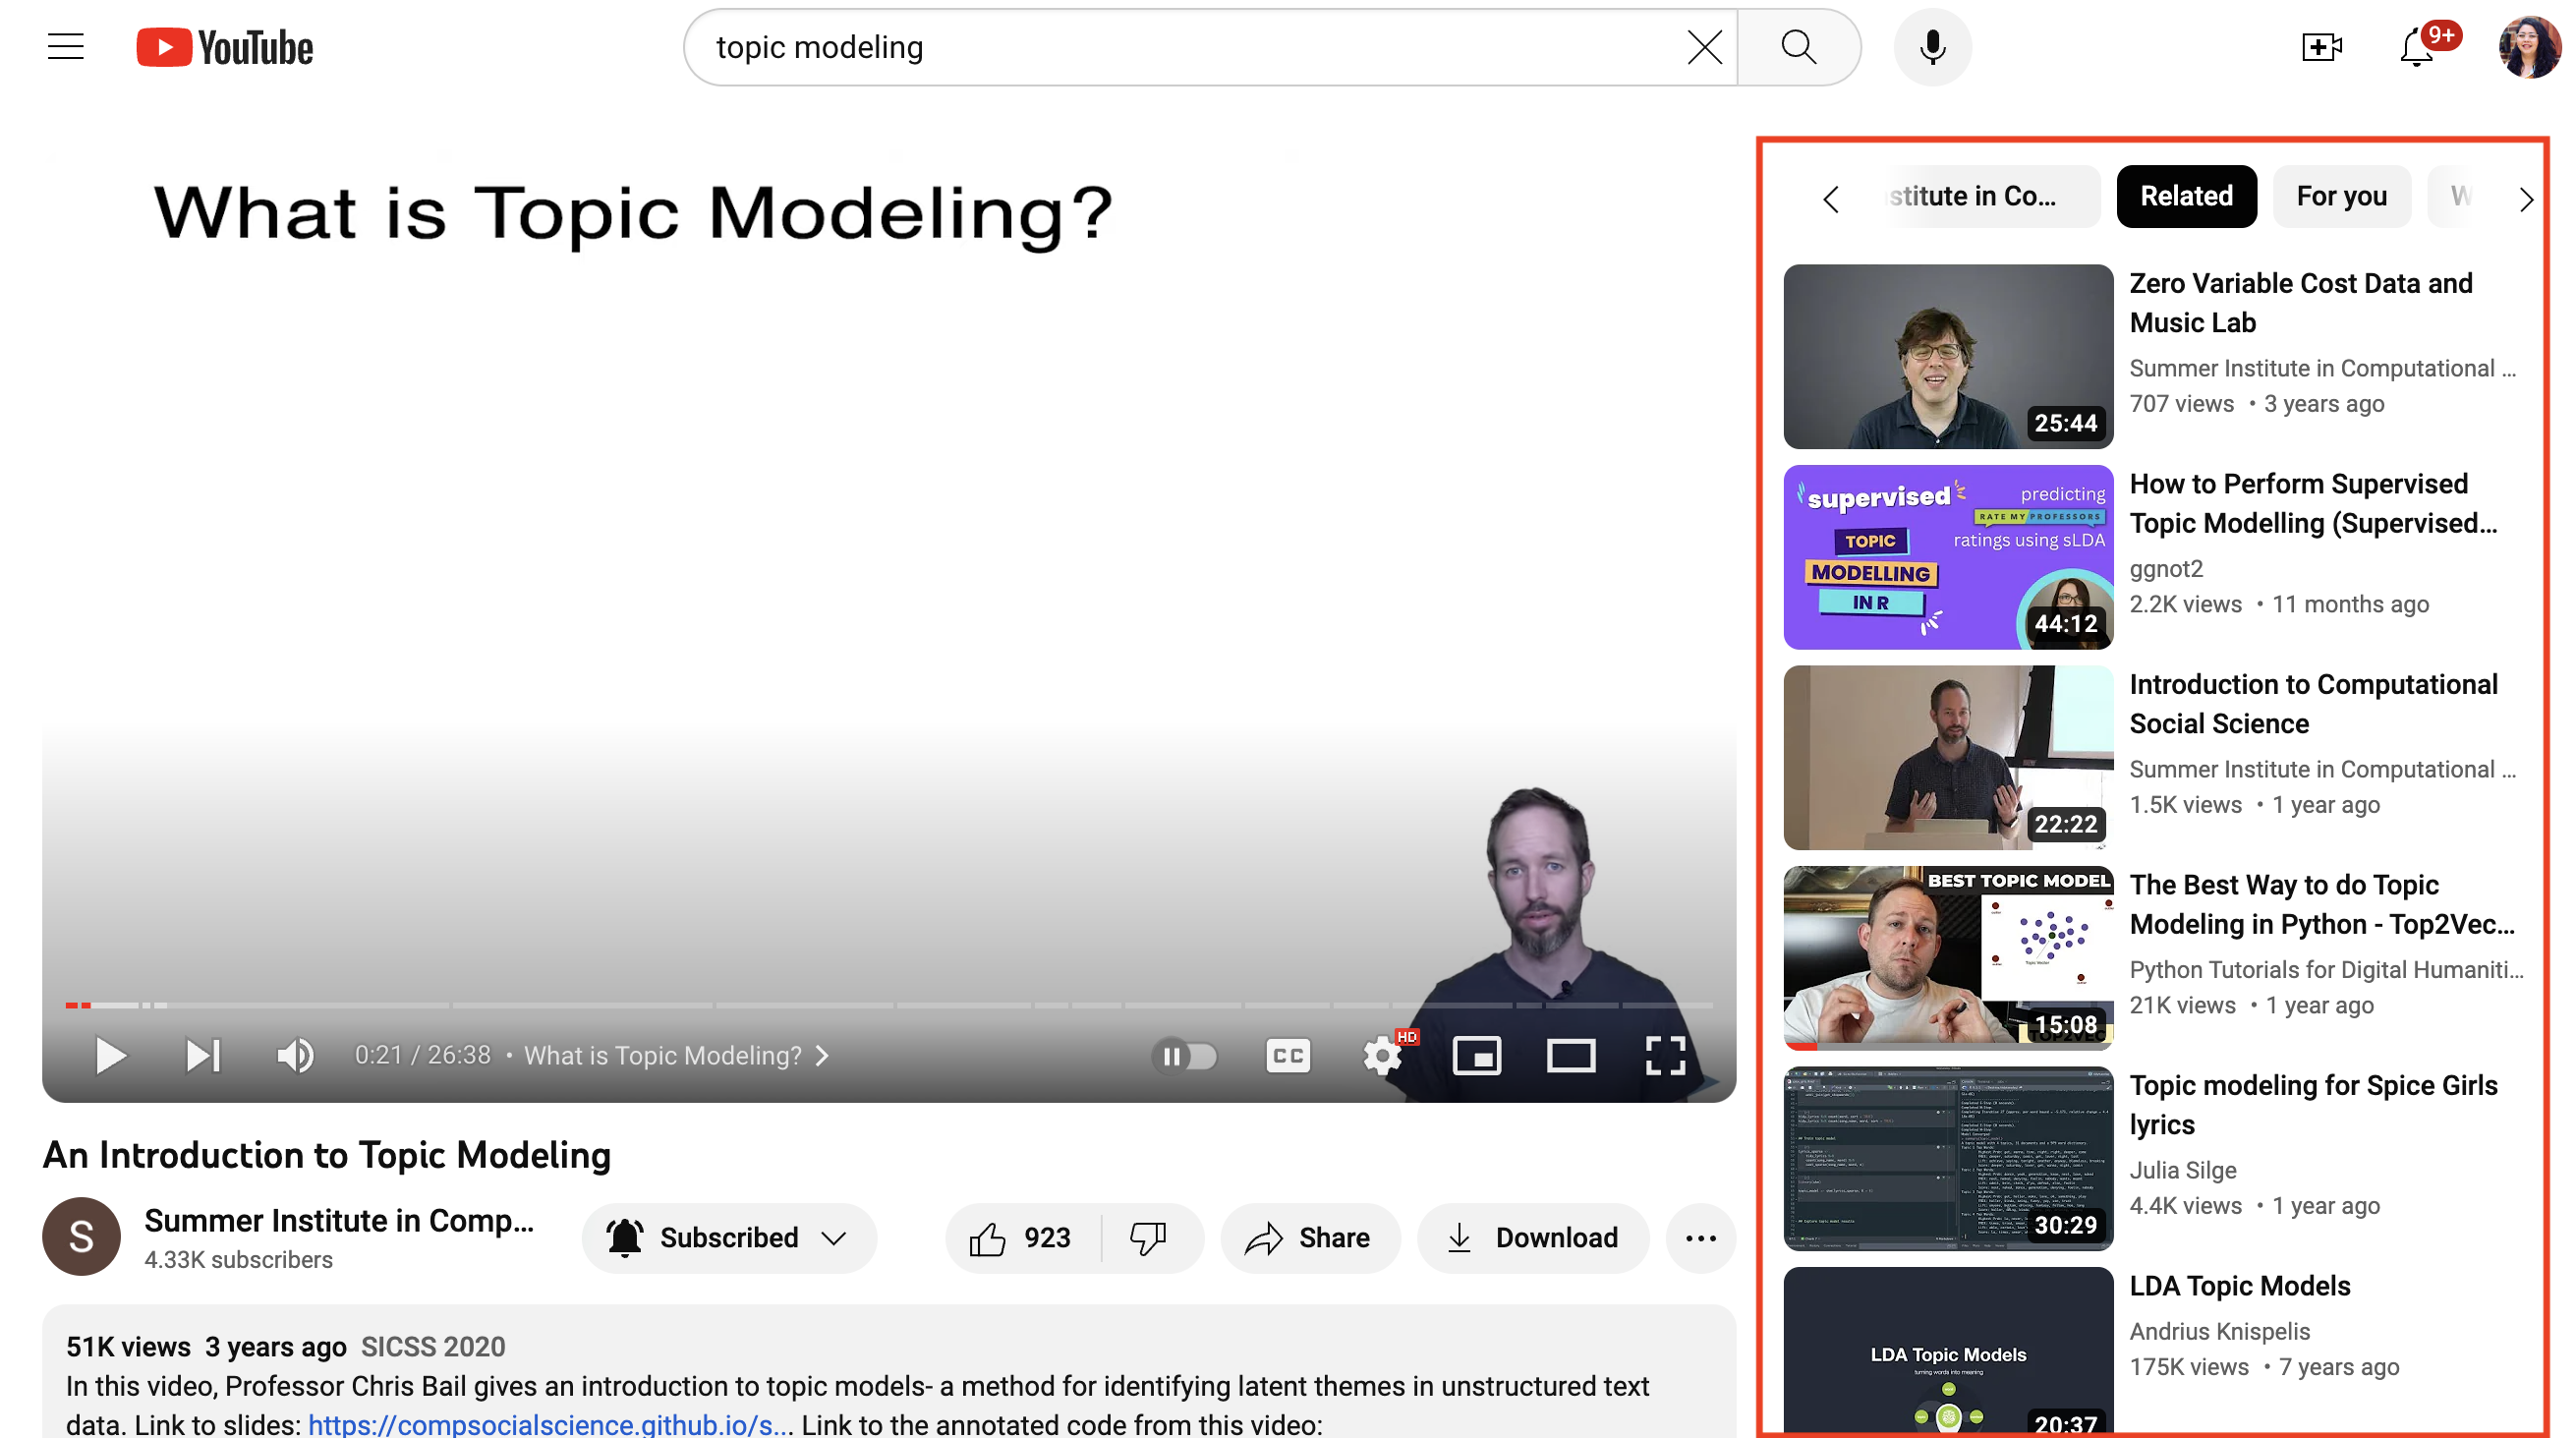 YouTube
topic modeling
9+
What is Topic Modeling?
0:21 / 26:38 • What is Topic Modeling?
CC
HD
An Introduction to Topic Modeling
S
Summer Institute in Comp...
4.33K subscribers
Subscribed
923
Share
Download
51K views 3 years ago SICSS 2020
In this video, Professor Chris Bail gives an introduction to topic models- a method for identifying latent themes in unstructured text
data. Link to slides: https://compsocialscience.github.io/s... Link to the annotated code from this video:
stitute in Co...
Related
For you
W
25:44
Zero Variable Cost Data and
Music Lab
Summer Institute in Computational ...
707 views • 3 years ago
supervised
TOPIC
MODELLING
IN R
predicting
RATE MY PROFESSORS
ratings using sLDA
44:12
How to Perform Supervised
Topic Modelling (Supervised...
ggnot2
2.2K views • 11 months ago
22:22
Introduction to Computational
Social Science
Summer Institute in Computational ...
1.5K views • 1 year ago
BEST TOPIC MODEL
Topic Model
15:08
TOP2VEC
The Best Way to do Topic
Modeling in Python - Top2Vec...
Python Tutorials for Digital Humaniti...
21K views • 1 year ago
30:29
Topic modeling for Spice Girls
lyrics
Julia Silge
4.4K views • 1 year ago
LDA Topic Models
turning words into meaning
20:37
LDA Topic Models
Andrius Knispelis
175K views • 7 years ago